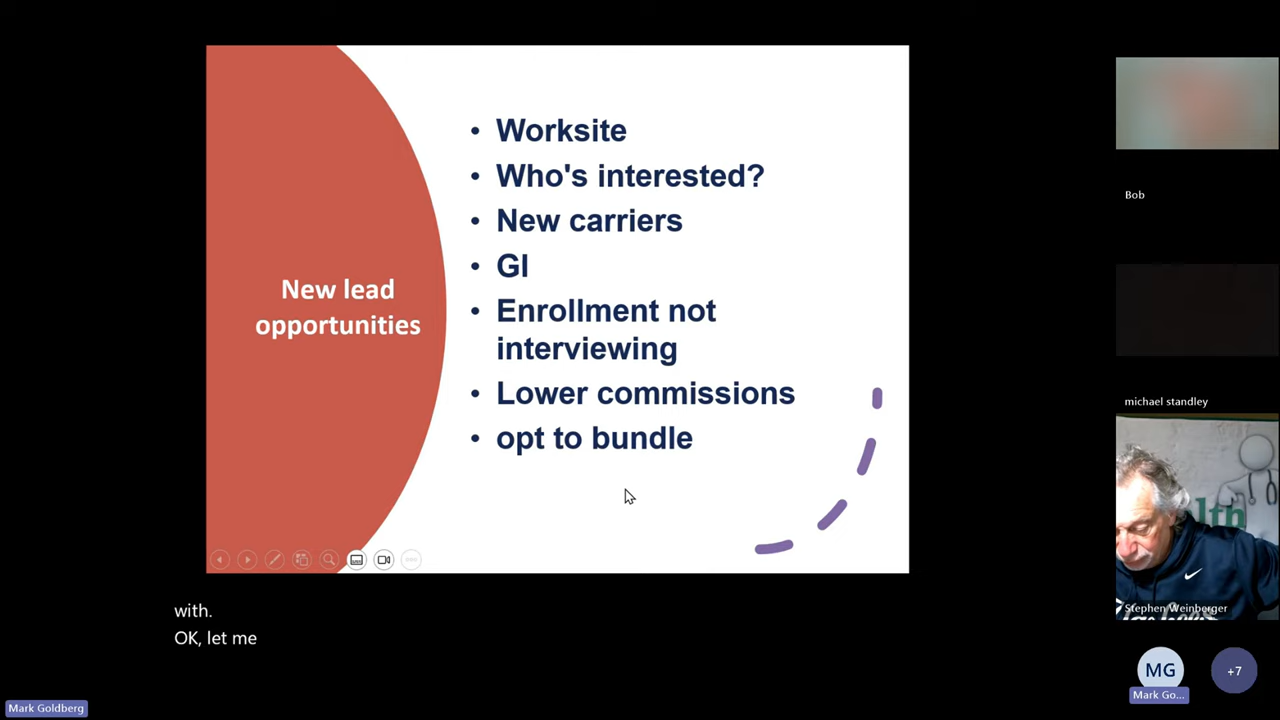 New lead
opportunities
• Worksite
• Who's interested?
• New carriers
• GI
• Enrollment not
interviewing
• Lower commissions
• opt to bundle
with.
OK, let me
Mark Goldberg
Bob
michael standley
Stephen Weinberger
MG
Mark Go...
+7